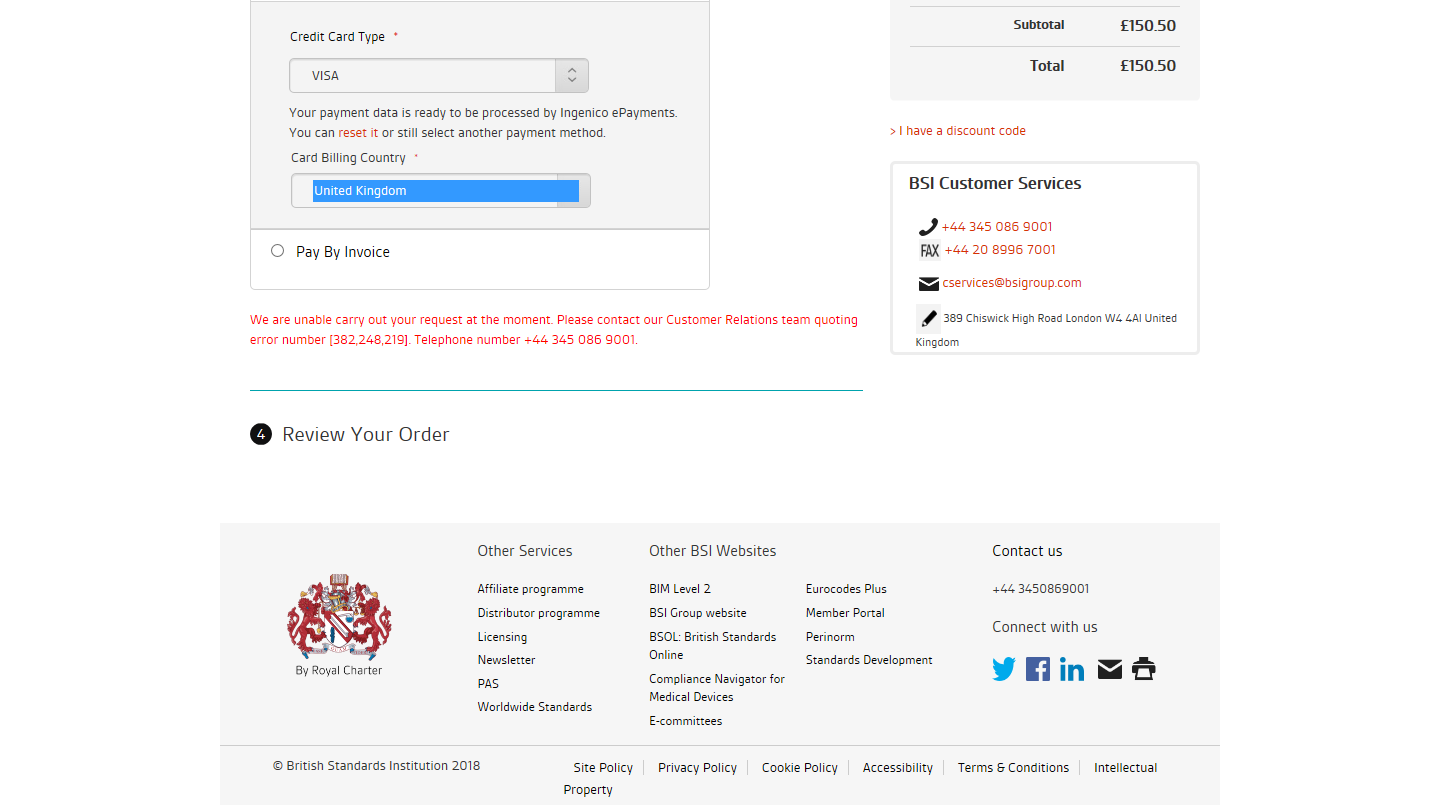 Credit Card Type *
VISA
Your payment data is ready to be processed by Ingenico ePayments.
You can reset it or still select another payment method.
Card Billing Country *
United Kingdom
Pay By Invoice
We are unable carry out your request at the moment. Please contact our Customer Relations team quoting
error number [382,248,219]. Telephone number +44 345 086 9001.
4 Review Your Order
Subtotal £150.50
Total £150.50
> I have a discount code
BSI Customer Services
+44 345 086 9001
FAX +44 20 8996 7001
cservices@bsigroup.com
389 Chiswick High Road London W4 4Al United
Kingdom
By Royal Charter
Other Services
Affiliate programme
Distributor programme
Licensing
Newsletter
PAS
Worldwide Standards
Other BSI Websites
BIM Level 2
BSI Group website
BSOL: British Standards
Online
Compliance Navigator for
Medical Devices
E-committees
Eurocodes Plus
Member Portal
Perinorm
Standards Development
Contact us
+44 3450869001
Connect with us
© British Standards Institution 2018
Site Policy Privacy Policy Cookie Policy Accessibility Terms & Conditions Intellectual
Property